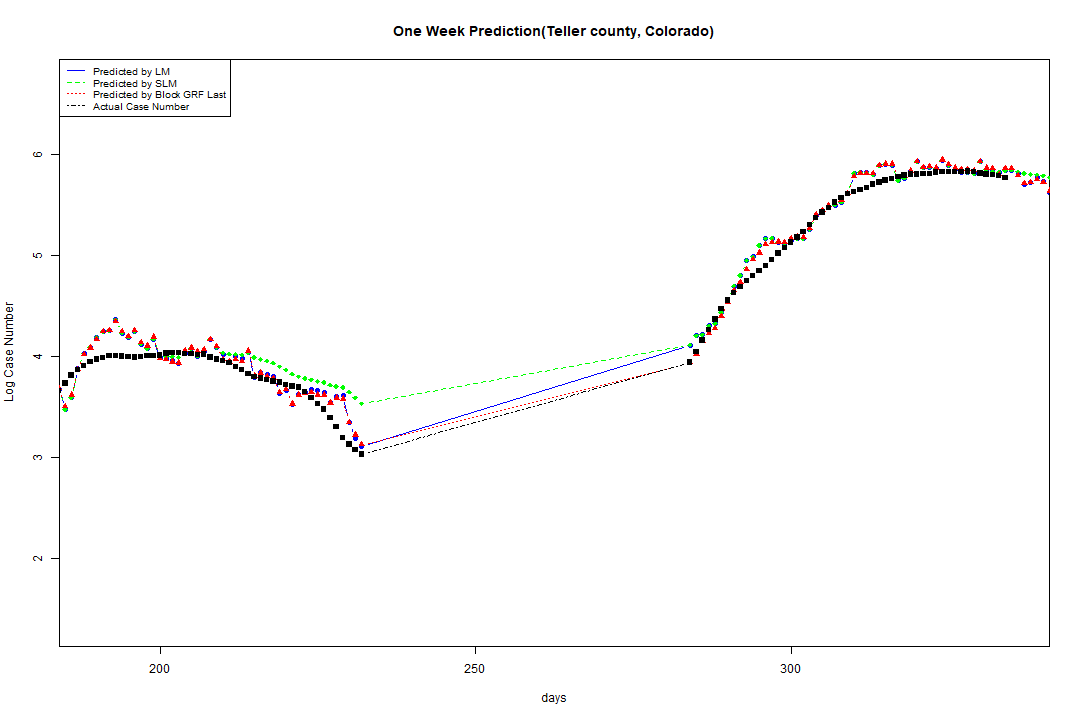 One Week Prediction(Teller county, Colorado)
Predicted by LM
Predicted by SLM
Predicted by Block GRF Last
Actual Case Number
6
5
4
3
2
Log Case Number
200 250 300
days